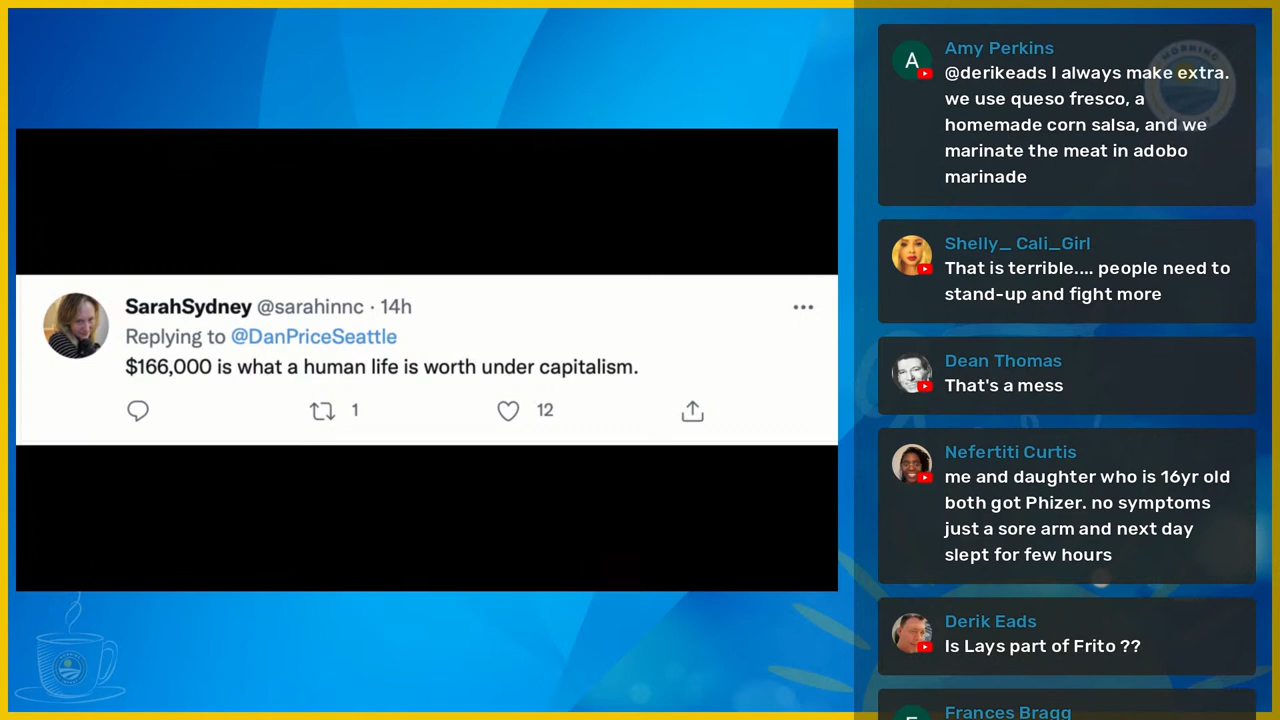 SarahSydney @sarahinnc · 14h
Replying to @DanPriceSeattle
$166,000 is what a human life is worth under capitalism.
1
12
Amy Perkins
A
@derikeads I always make extra.
we use queso fresco, a
homemade corn salsa, and we
marinate the meat in adobo
marinade
Shelly_ Cali_Girl
That is terrible.... people need to
stand-up and fight more
Dean Thomas
That's a mess
Nefertiti Curtis
me and daughter who is 16yr old
both got Phizer. no symptoms
just a sore arm and next day
slept for few hours
Derik Eads
Is Lays part of Frito ??
Frances Bragg
MORNING